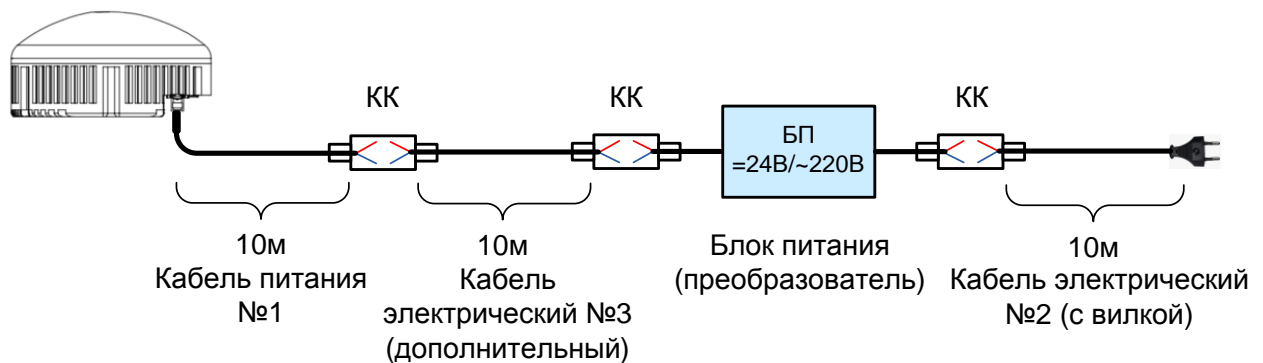 КК
КК
КК
БП
=24В/~220В
10м
Кабель питания
№1
10м
Кабель
электрический №3
(дополнительный)
Блок питания
(преобразователь)
10м
Кабель электрический
№2 (с вилкой)